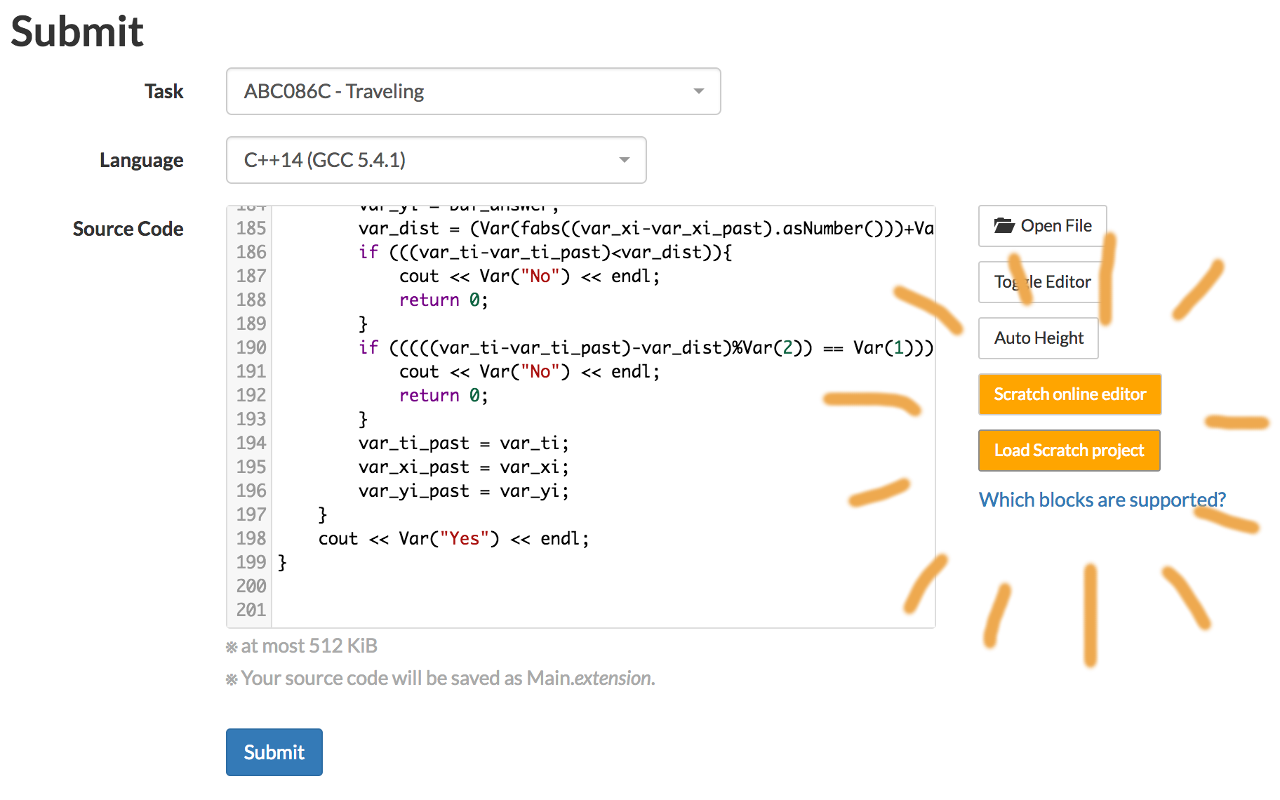 Submit
Task
ABC086C - Traveling
Language
C++14 (GCC 5.4.1)
Source Code
184 var_yi = buf_answer;
185 var_dist = (Var(fabs((var_xi-var_xi_past).asNumber()))+Va
186 if (((var_ti-var_ti_past)<var_dist)){
187 cout << Var("No") << endl;
188 return 0;
189 }
190 if (((((var_ti-var_ti_past)-var_dist)%Var(2)) == Var(1)))
191 cout << Var("No") << endl;
192 return 0;
193 }
194 var_ti_past = var_ti;
195 var_xi_past = var_xi;
196 var_yi_past = var_yi;
197 }
198 cout << Var("Yes") << endl;
199 }
200
201
Open File
Toggle Editor
Auto Height
Scratch online editor
Load Scratch project
Which blocks are supported?
※ at most 512 KiB
※ Your source code will be saved as Main.extension.
Submit